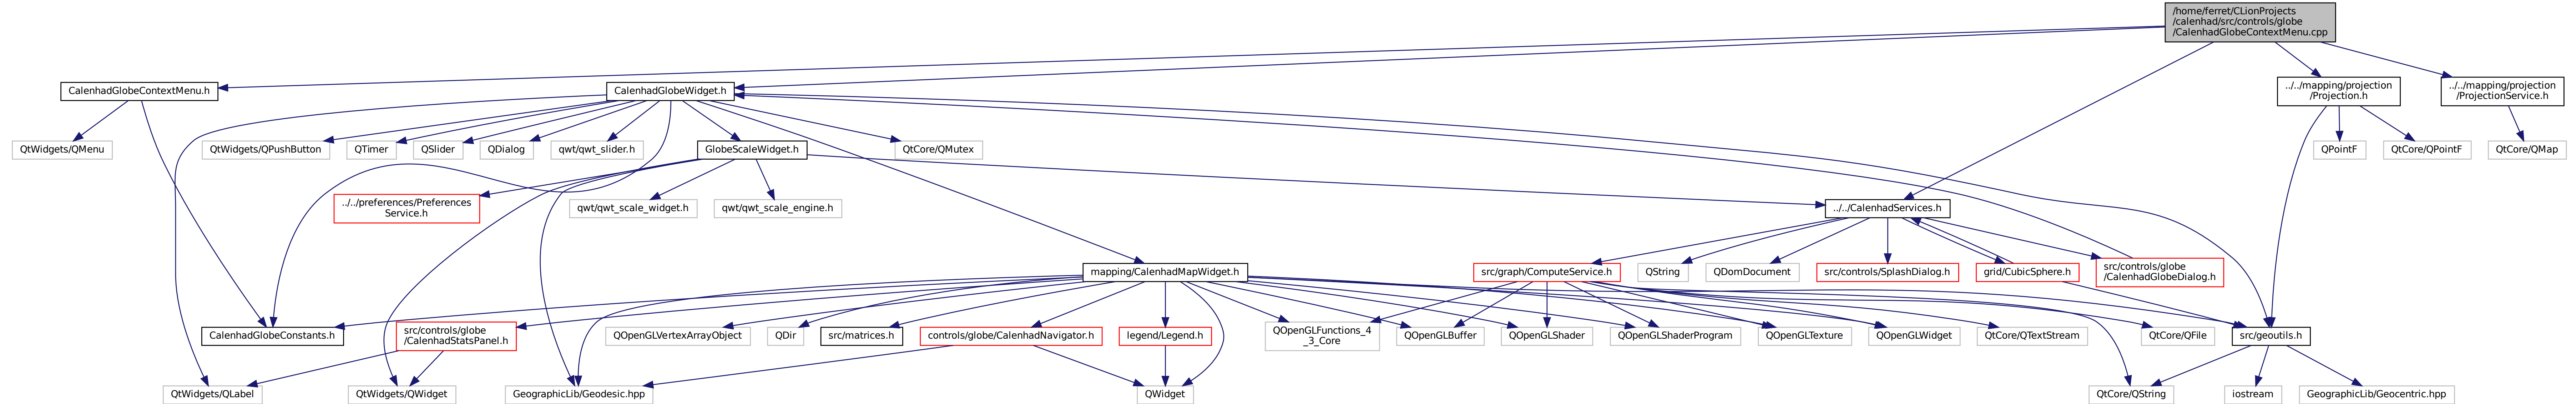 /home/ferret/CLionProjects
/calenhad/src/controls/globe
/CalenhadGlobeContextMenu.cpp
CalenhadGlobeContextMenu.h
CalenhadGlobeWidget.h
../../mapping/projection
/Projection.h
../../mapping/projection
/ProjectionService.h
QtWidgets/QMenu
QtWidgets/QPushButton
QTimer
QSlider
QDialog
qwt/qwt_slider.h
GlobeScaleWidget.h
QtCore/QMutex
QPointF
QtCore/QPointF
QtCore/QMap
../../preferences/Preferences
Service.h
qwt/qwt_scale_widget.h
qwt/qwt_scale_engine.h
../../CalenhadServices.h
mapping/CalenhadMapWidget.h
src/graph/ComputeService.h
QString
QDomDocument
src/controls/SplashDialog.h
grid/CubicSphere.h
src/controls/globe
/CalenhadGlobeDialog.h
CalenhadGlobeConstants.h
src/controls/globe
/CalenhadStatsPanel.h
QOpenGLVertexArrayObject
QDir
src/matrices.h
controls/globe/CalenhadNavigator.h
legend/Legend.h
QOpenGLFunctions_4
_3_Core
QOpenGLBuffer
QOpenGLShader
QOpenGLShaderProgram
QOpenGLTexture
QOpenGLWidget
QtCore/QTextStream
QtCore/QFile
src/geoutils.h
QtWidgets/QLabel
QtWidgets/QWidget
GeographicLib/Geodesic.hpp
QWidget
QtCore/QString
iostream
GeographicLib/Geocentric.hpp